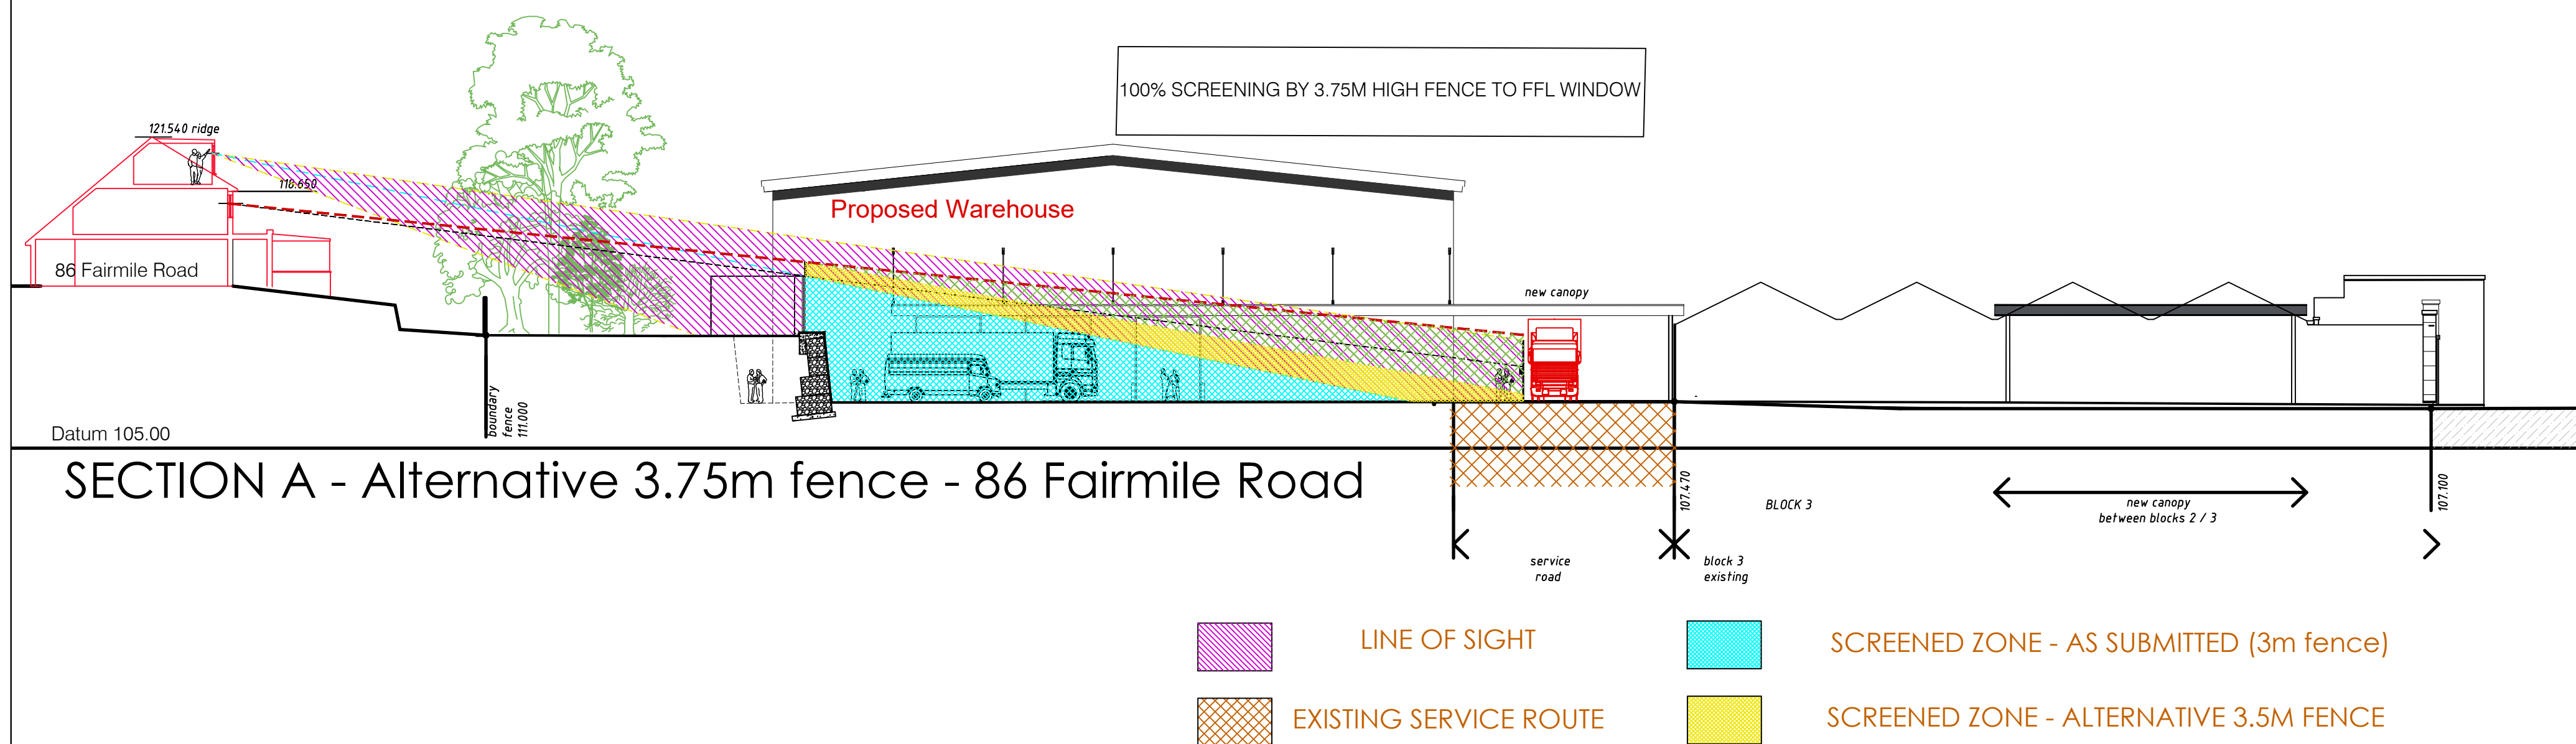 100% SCREENING BY 3.75M HIGH FENCE TO FFL WINDOW
121.540 ridge
118.650
Proposed Warehouse
86 Fairmile Road
new canopy
boundary
fence
111.000
Datum 105.00
SECTION A - Alternative 3.75m fence - 86 Fairmile Road
107.470
BLOCK 3
new canopy
between blocks 2 / 3
107.100
service
road
block 3
existing
LINE OF SIGHT
SCREENED ZONE - AS SUBMITTED (3m fence)
EXISTING SERVICE ROUTE
SCREENED ZONE - ALTERNATIVE 3.5M FENCE